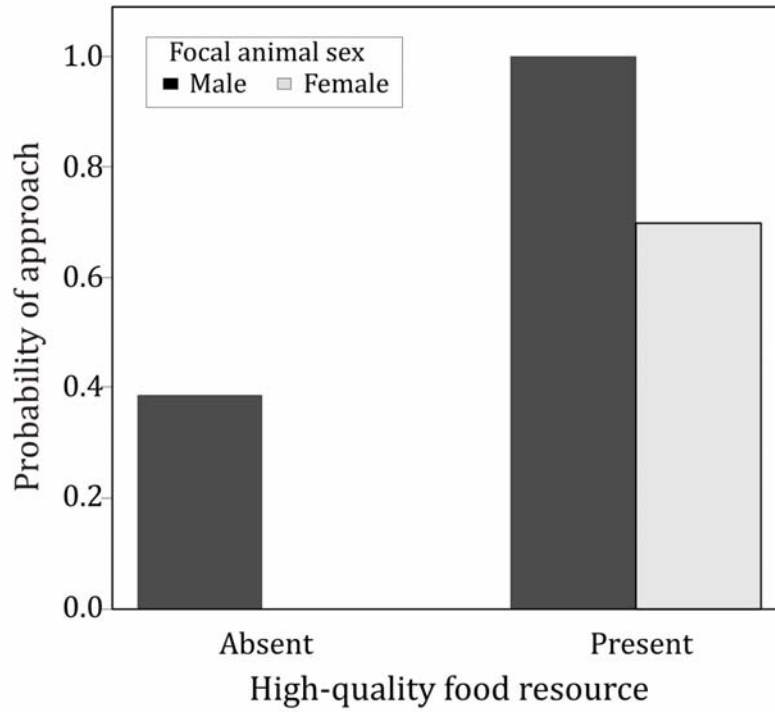 Focal animal sex
Male Female
Probability of approach
1.0
0.8
0.6
0.4
0.2
0.0
Absent Present
High-quality food resource